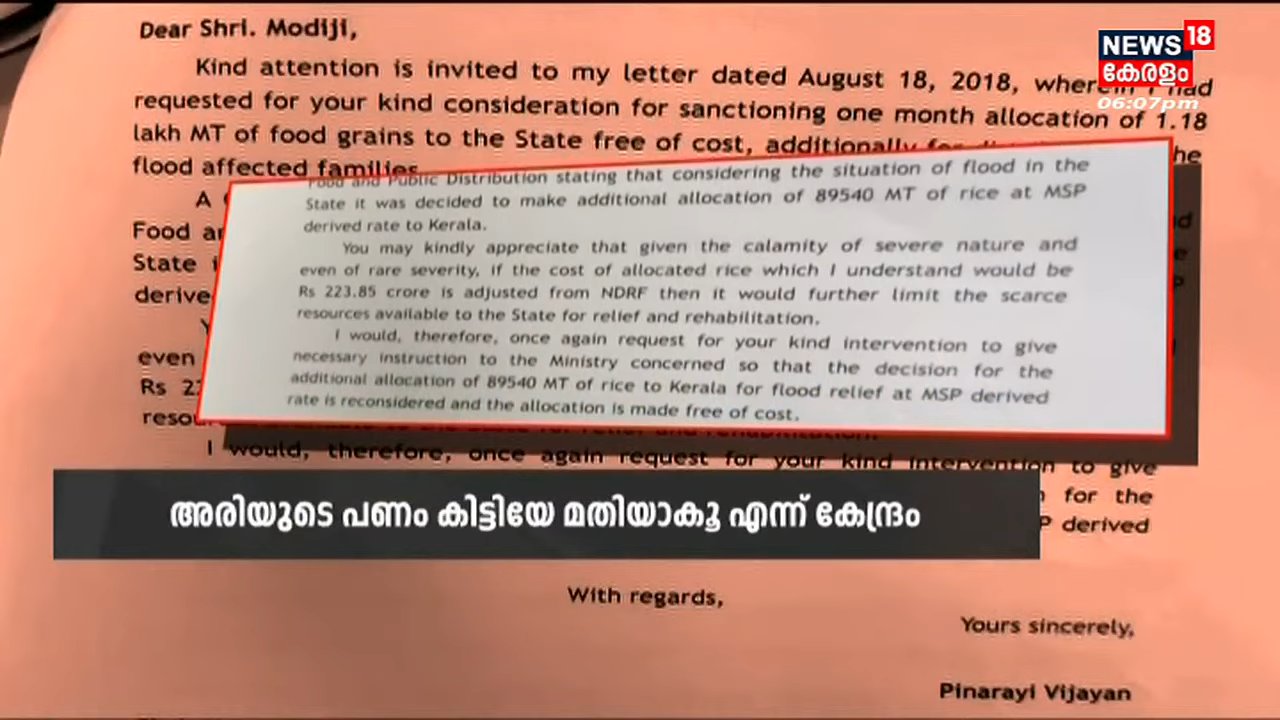 Dear Shri. Modiji,
NEWS 18
കേരളം
06:07pm
Kind attention is invited to my letter dated August 18, 2018, wherein I had
requested for your kind consideration for sanctioning one month allocation of 1.18
lakh MT of food grains to the State free of cost, additionally for
flood affected families
Food and Public Distribution stating that considering the situation of flood in the
State it was decided to make additional allocation of 89540 MT of rice at MSP
derived rate to Kerala.
You may kindly appreciate that given the calamity of severe nature and
even of rare severity, if the cost of allocated rice which I understand would be
Rs 223.85 crore is adjusted from NDRF then it would further limit the scarce
resources available to the State for relief and rehabilitation.
I would, therefore, once again request for your kind intervention to give
necessary instruction to the Ministry concerned so that the decision for the
additional allocation of 89540 MT of rice to Kerala for flood relief at MSP derived
rate is reconsidered and the allocation is made free of cost.
A
Food
State
even
I would, therefore, once again request for your kind intervention to give
for the
derived
അരിയുടെ പണം കിട്ടിയേ മതിയാകൂ എന്ന് കേന്ദ്രം
With regards,
Yours sincerely,
Pinarayi Vijayan